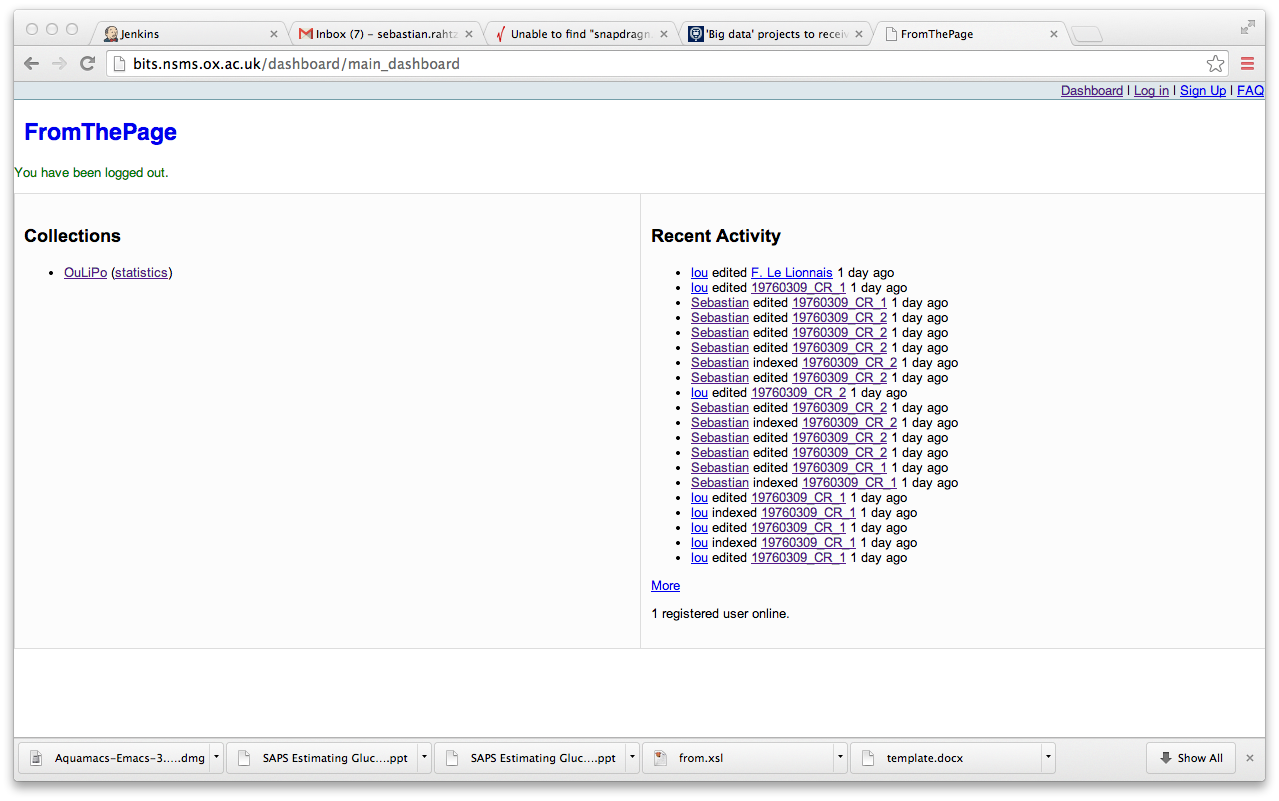 Jenkins
Inbox (7) – sebastian.rahtz
Unable to find "snapdragn
'Big data' projects to receiv
FromThePage
bits.nsms.ox.ac.uk/dashboard/main_dashboard
Dashboard | Log in | Sign Up | FAQ
FromThePage
You have been logged out.
Collections
• OuLiPo (statistics)
Recent Activity
• lou edited F. Le Lionnais 1 day ago
• lou edited 19760309_CR_1 1 day ago
• Sebastian edited 19760309_CR_1 1 day ago
• Sebastian edited 19760309_CR_2 1 day ago
• Sebastian edited 19760309_CR_2 1 day ago
• Sebastian edited 19760309_CR_2 1 day ago
• Sebastian indexed 19760309_CR_2 1 day ago
• Sebastian edited 19760309_CR_2 1 day ago
• lou edited 19760309_CR_2 1 day ago
• Sebastian edited 19760309_CR_2 1 day ago
• Sebastian indexed 19760309_CR_2 1 day ago
• Sebastian edited 19760309_CR_2 1 day ago
• Sebastian edited 19760309_CR_2 1 day ago
• Sebastian edited 19760309_CR_1 1 day ago
• Sebastian indexed 19760309_CR_1 1 day ago
• lou edited 19760309_CR_1 1 day ago
• lou indexed 19760309_CR_1 1 day ago
• lou edited 19760309_CR_1 1 day ago
• lou indexed 19760309_CR_1 1 day ago
• lou edited 19760309_CR_1 1 day ago
More
1 registered user online.
Aquamacs-Emacs-3.....dmg
SAPS Estimating Gluc....ppt
SAPS Estimating Gluc....ppt
from.xsl
template.docx
Show All